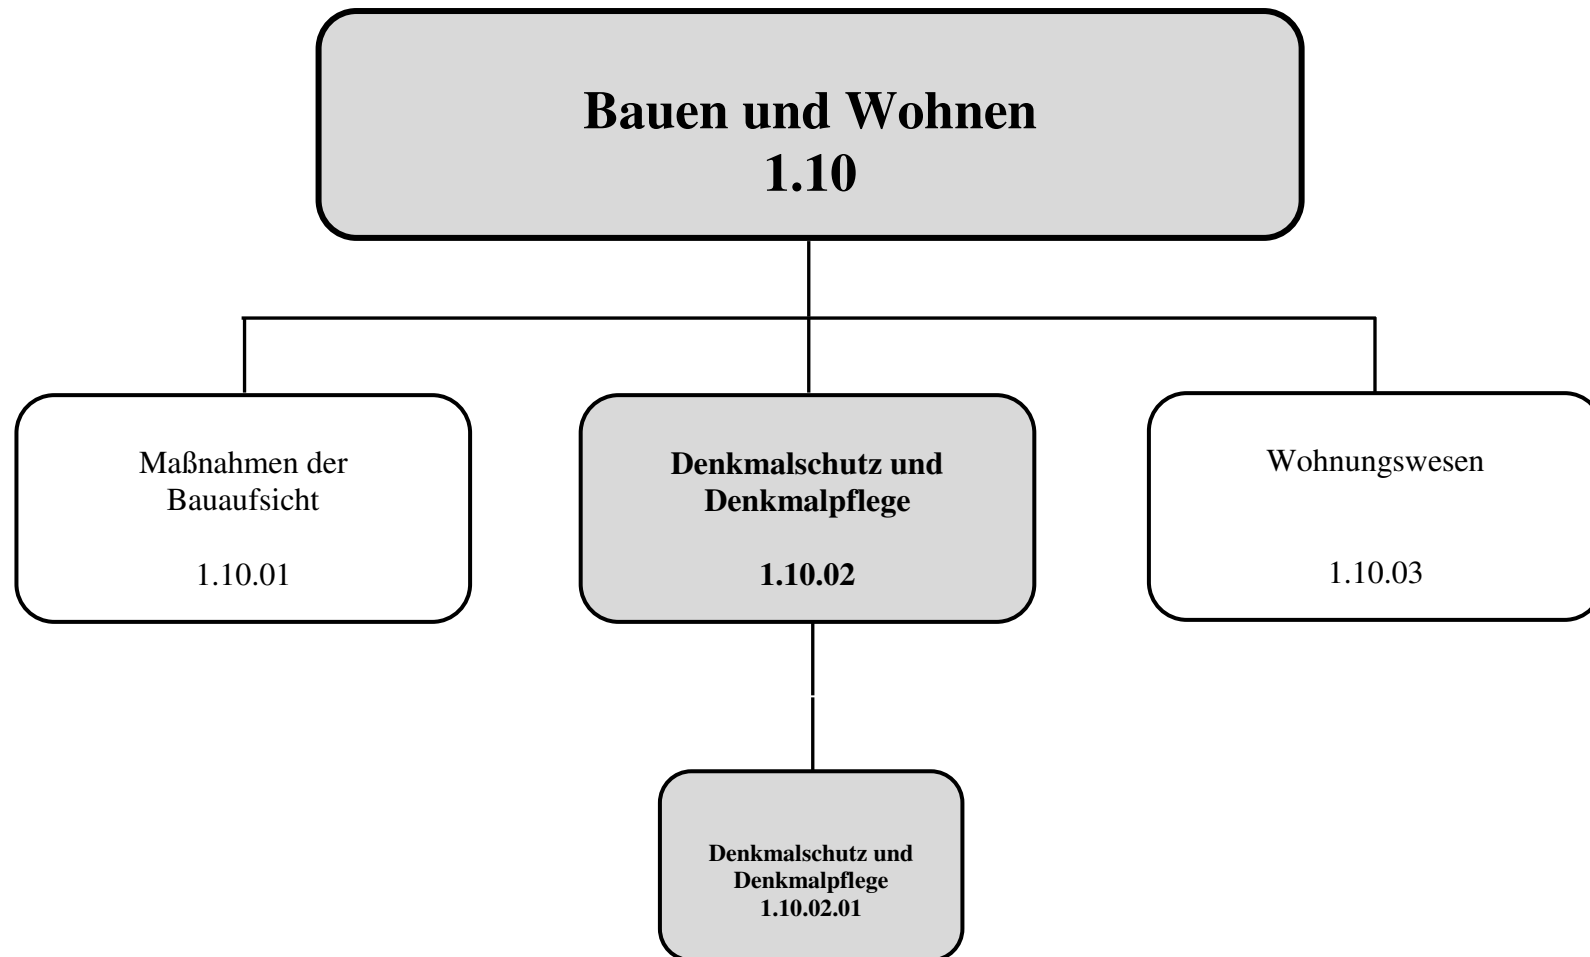 Bauen und Wohnen
1.10
Maßnahmen der
Bauaufsicht
1.10.01
Denkmalschutz und
Denkmalpflege
1.10.02
Wohnungswesen
1.10.03
Denkmalschutz und
Denkmalpflege
1.10.02.01